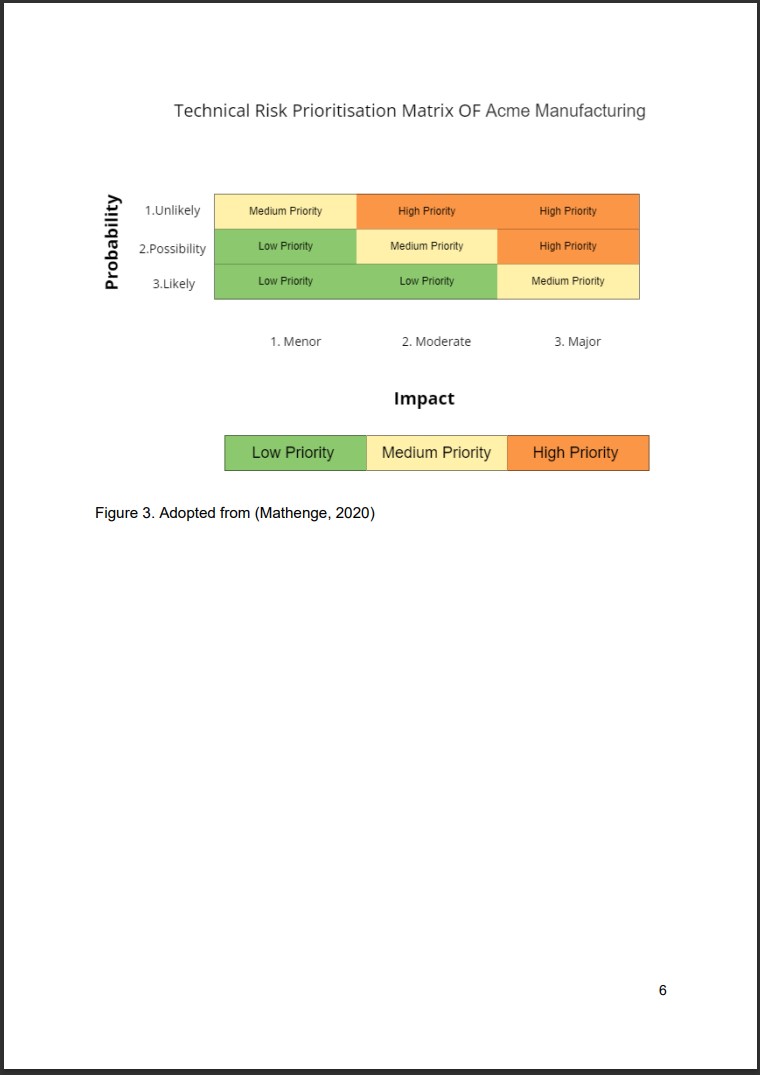 Technical Risk Prioritisation Matrix OF Acme Manufacturing
Probability
1.Unlikely Medium Priority High Priority High Priority
2.Possibility Low Priority Medium Priority High Priority
3.Likely Low Priority Low Priority Medium Priority
1. Menor 2. Moderate 3. Major
Impact
Low Priority Medium Priority High Priority
Figure 3. Adopted from (Mathenge, 2020)
6